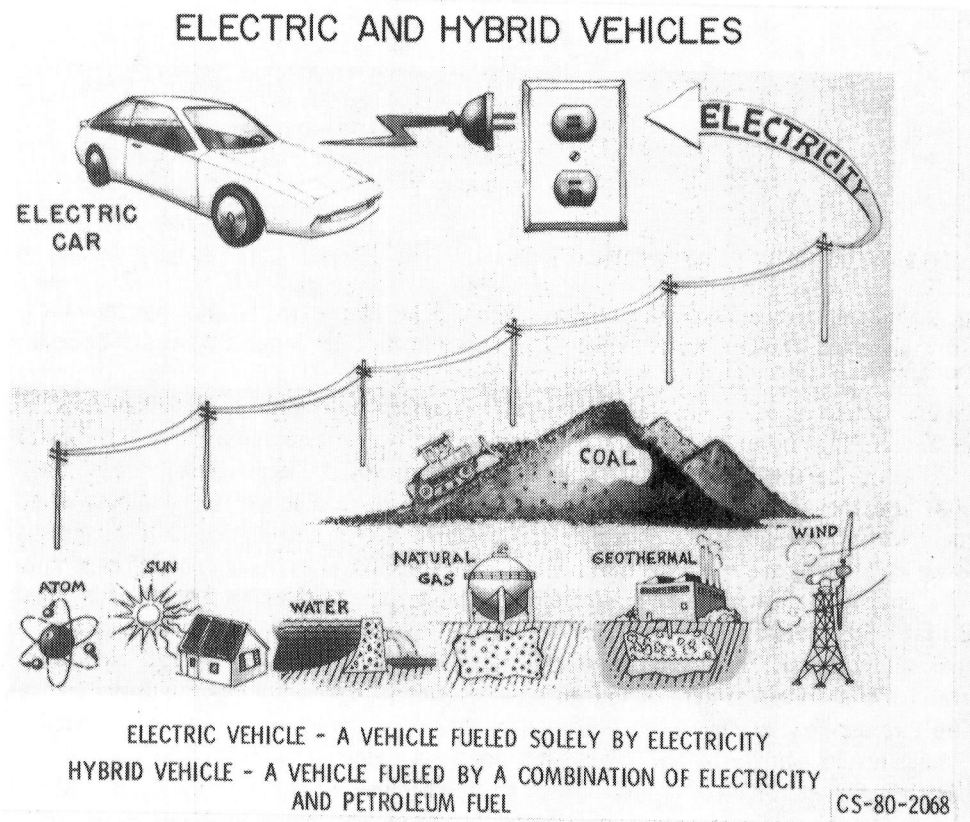 ELECTRIC AND HYBRID VEHICLES
ELECTRICITY
ELECTRIC
CAR
COAL
WIND
NATURAL
GAS
GEOTHERMAL
SUN
ATOM
WATER
ELECTRIC VEHICLE - A VEHICLE FUELED SOLELY BY ELECTRICITY
HYBRID VEHICLE - A VEHICLE FUELED BY A COMBINATION OF ELECTRICITY
AND PETROLEUM FUEL
CS-80-2068